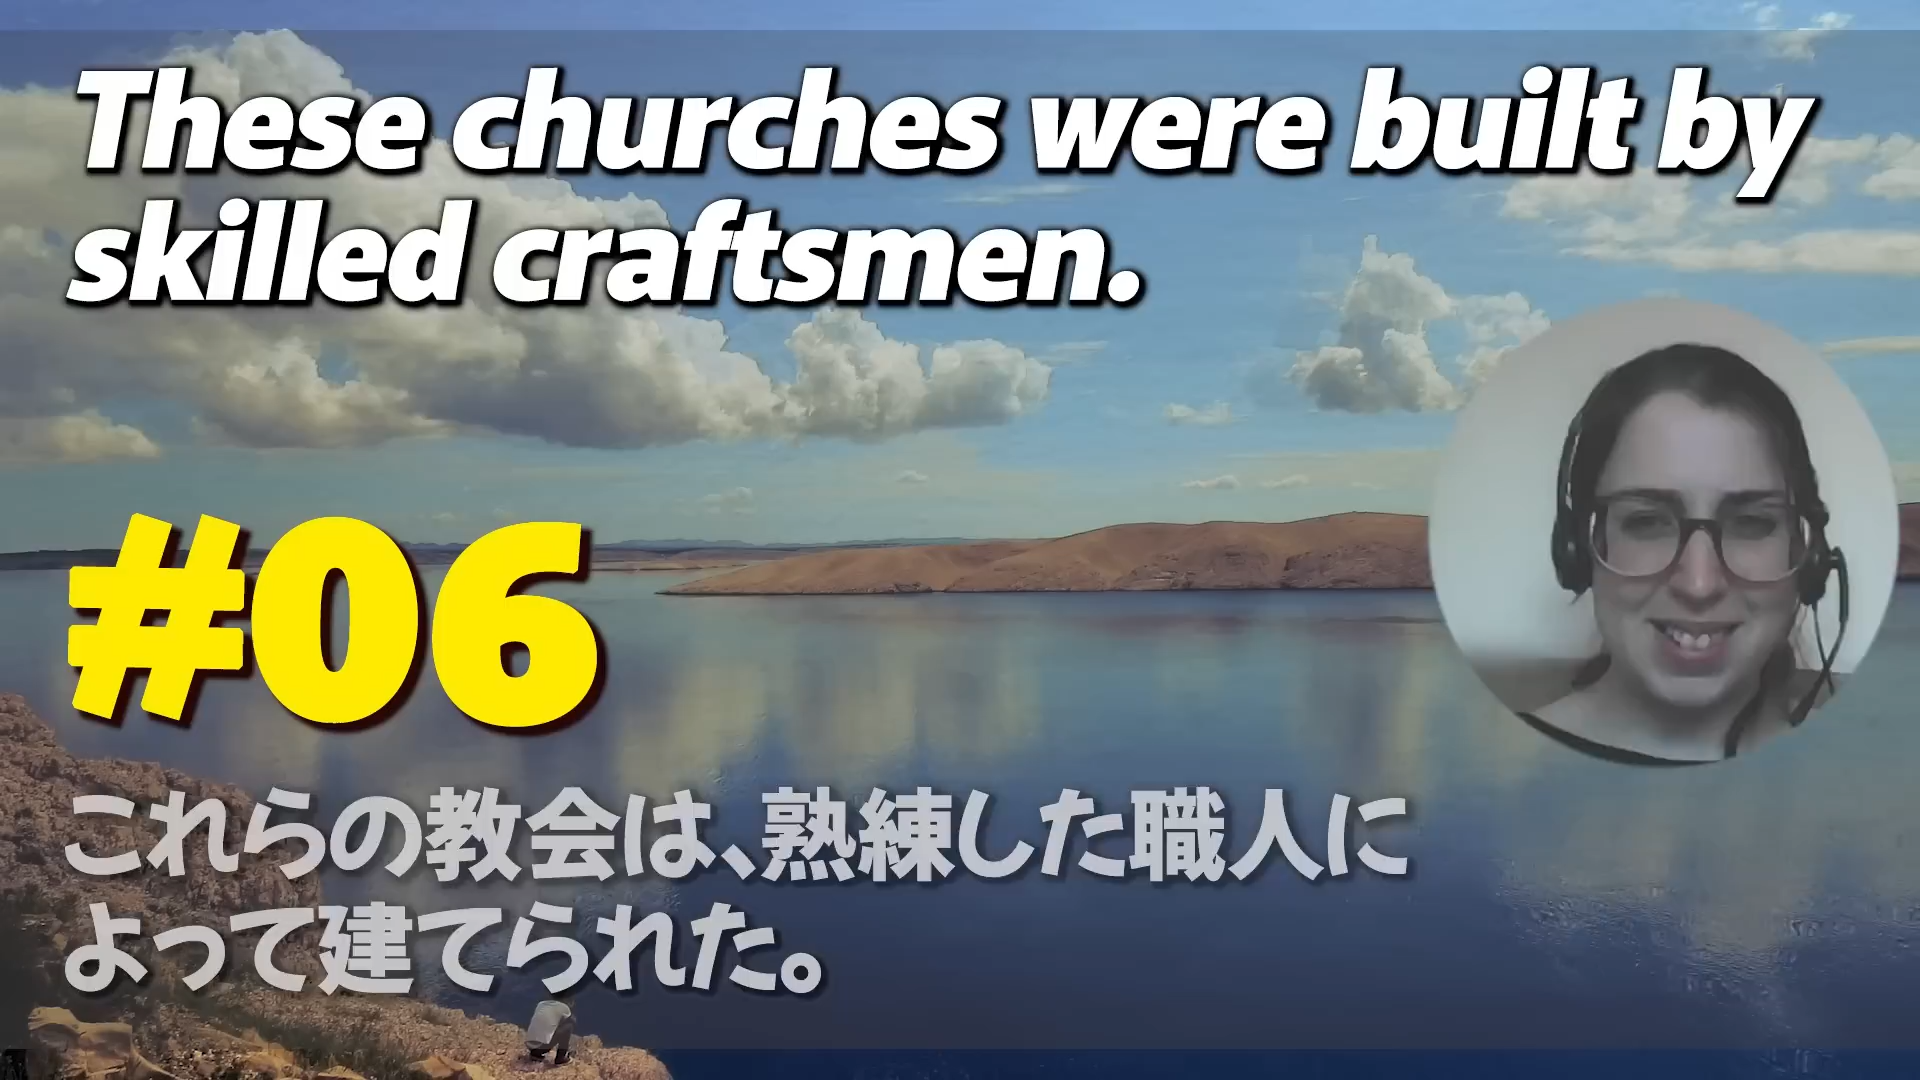 These churches were built by
skilled craftsmen.
#06
これらの教会は、熟練した職人に
よって建てられた。